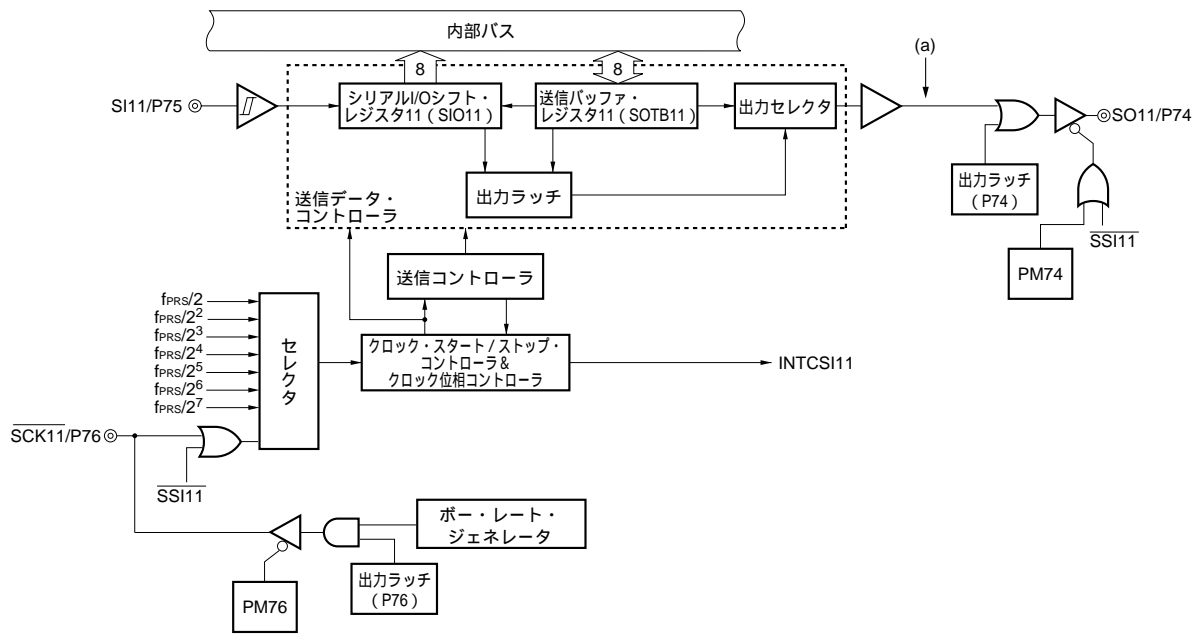 内部バス
8
8
(a)
SI11/P75
シリアルI/Oシフト・
レジスタ11(SIO11)
送信バッファ・
レジスタ11(SOTB11)
出力セレクタ
SO11/P74
出力ラッチ
送信データ・
コントローラ
出力ラッチ
(P74)
SSI11
PM74
送信コントローラ
fPRS/2
fPRS/2²
fPRS/2³
fPRS/2⁴
fPRS/2⁵
fPRS/2⁶
fPRS/2⁷
セレクタ
クロック・スタート/ストップ・
コントローラ&
クロック位相コントローラ
INTCSI11
SCK11/P76
SSI11
ボー・レート・
ジェネレータ
出力ラッチ
(P76)
PM76